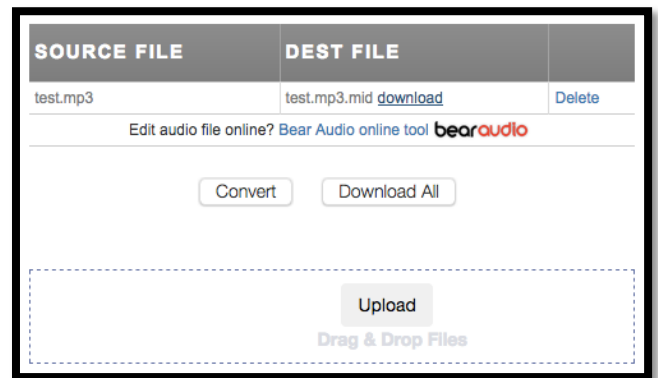 SOURCE FILE DEST FILE
test.mp3 test.mp3.mid download Delete
Edit audio file online? Bear Audio online tool bearaudio
Convert Download All
Upload
Drag & Drop Files